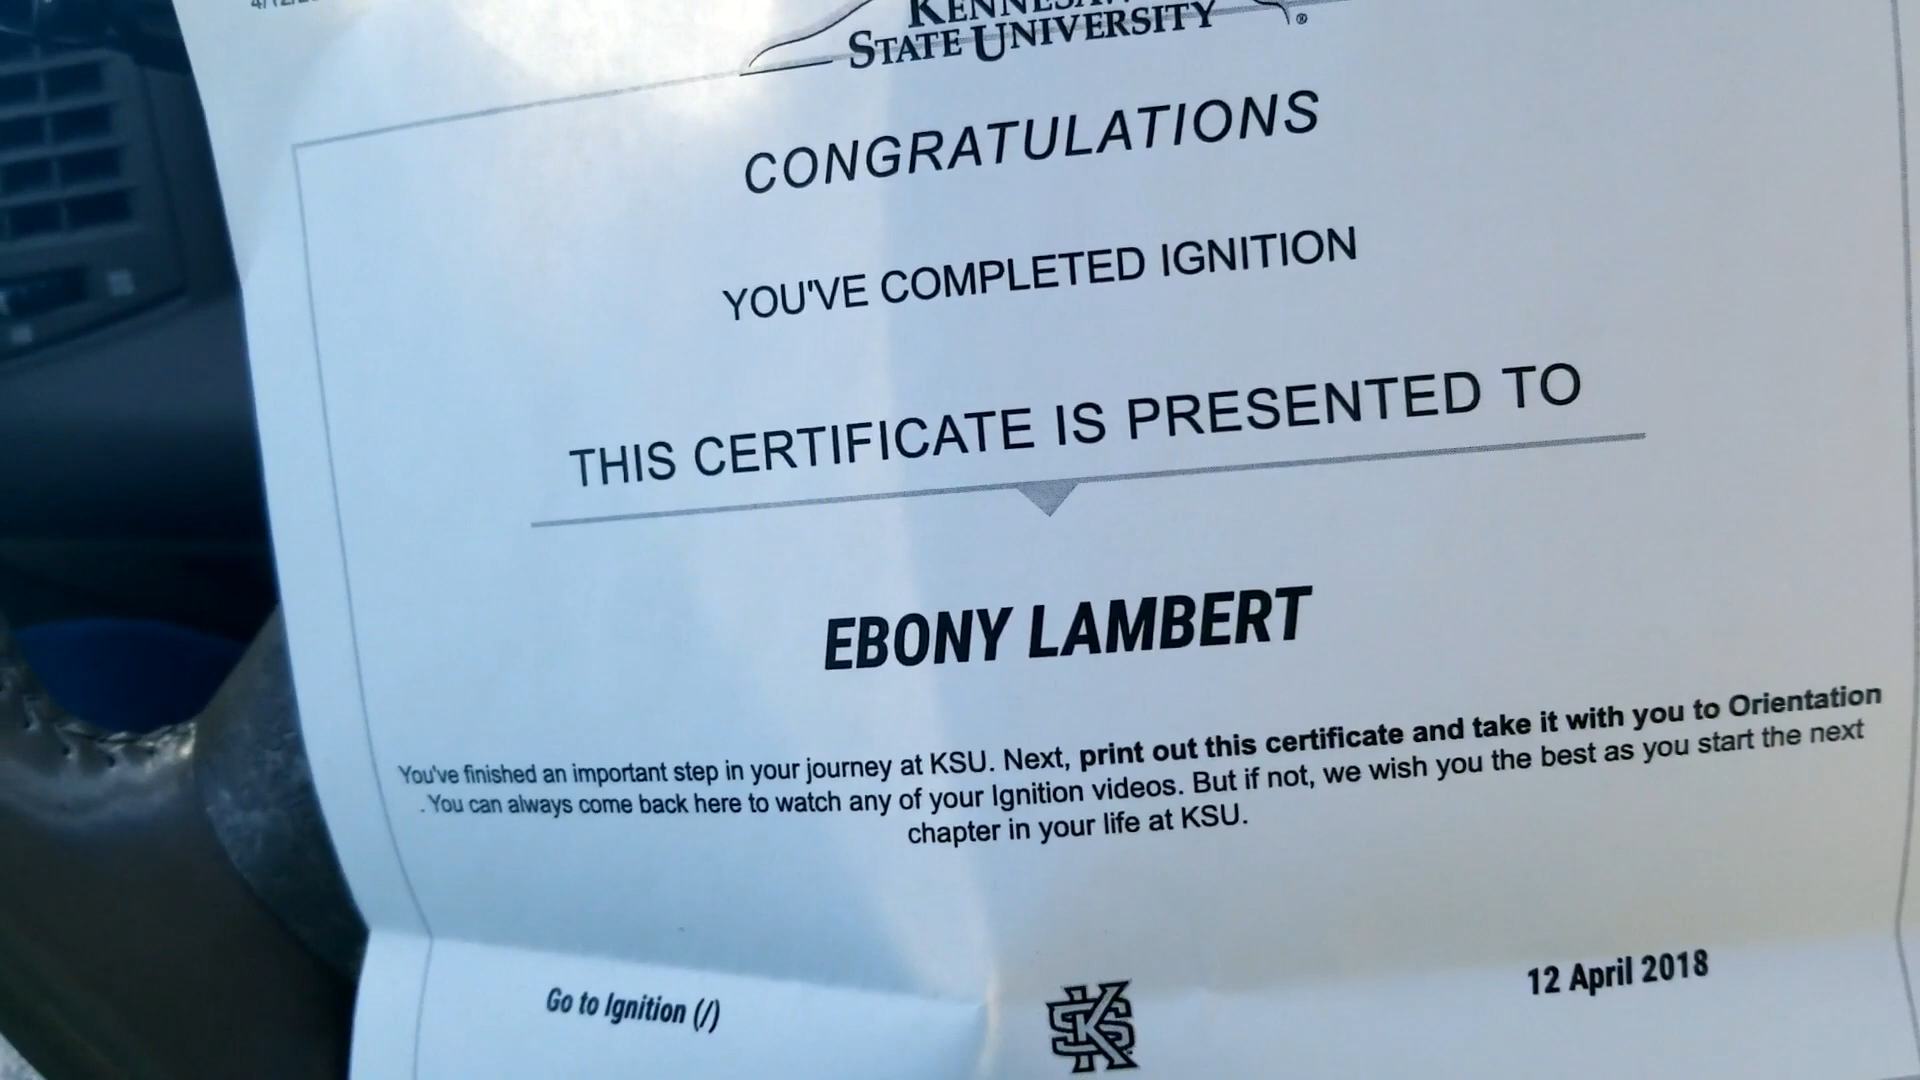 STATE UNIVERSITY
CONGRATULATIONS
YOU'VE COMPLETED IGNITION
THIS CERTIFICATE IS PRESENTED TO
EBONY LAMBERT
You've finished an important step in your journey at KSU. Next, print out this certificate and take it with you to Orientation
. You can always come back here to watch any of your Ignition videos. But if not, we wish you the best as you start the next
chapter in your life at KSU.
Go to Ignition (/)
KS
12 April 2018